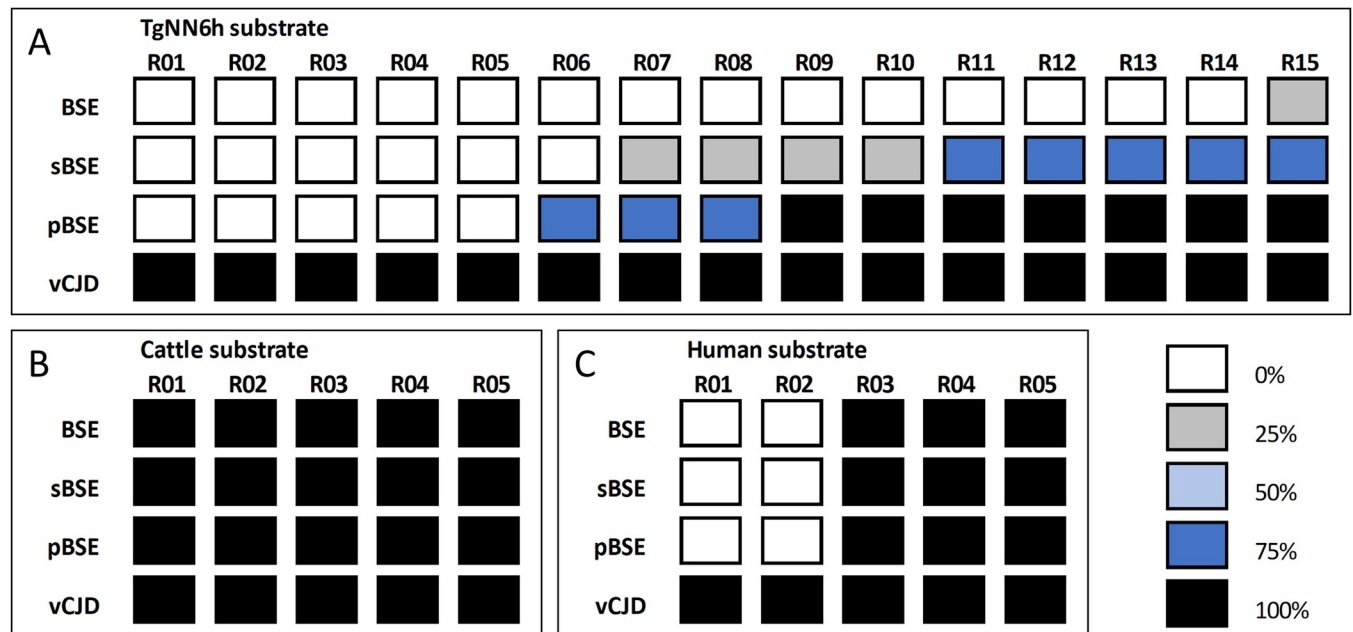 A
TgNN6h substrate
R01 R02 R03 R04 R05 R06 R07 R08 R09 R10 R11 R12 R13 R14 R15
BSE
sBSE
pBSE
vCJD
B
Cattle substrate
R01 R02 R03 R04 R05
BSE
sBSE
pBSE
vCJD
C
Human substrate
R01 R02 R03 R04 R05
BSE
sBSE
pBSE
vCJD
0%
25%
50%
75%
100%